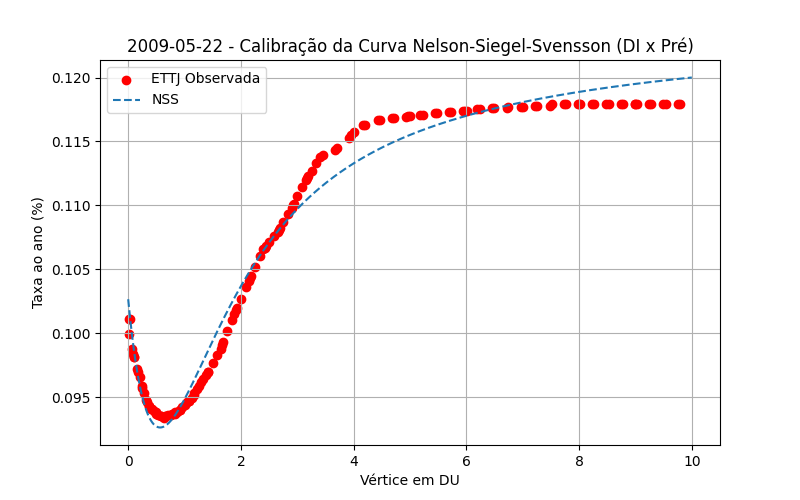 2009-05-22 - Calibração da Curva Nelson-Siegel-Svensson (DI x Pré)
ETTJ Observada
NSS
Taxa ao ano (%)
0.120
0.115
0.110
0.105
0.100
0.095
0 2 4 6 8 10
Vértice em DU